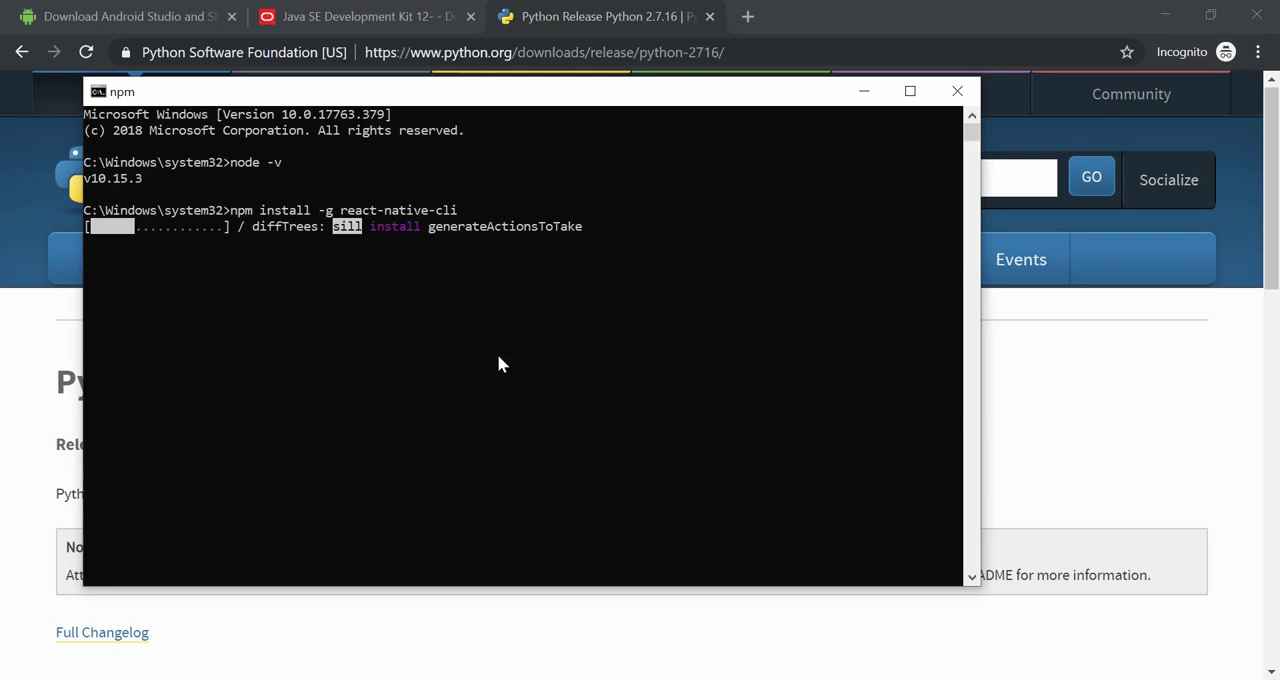 Download Android Studio and S
Java SE Development Kit 12- - D
Python Release Python 2.7.16 | P
Python Software Foundation [US]
https://www.python.org/downloads/release/python-2716/
Incognito
npm
Community
Microsoft Windows [Version 10.0.17763.379]
(c) 2018 Microsoft Corporation. All rights reserved.
C:\Windows\system32>node -v
v10.15.3
GO
Socialize
C:\Windows\system32>npm install -g react-native-cli
[ ............] / diffTrees: sill install generateActionsToTake
Events
Py
Rele
Pyth
No
Att
ADME for more information.
Full Changelog